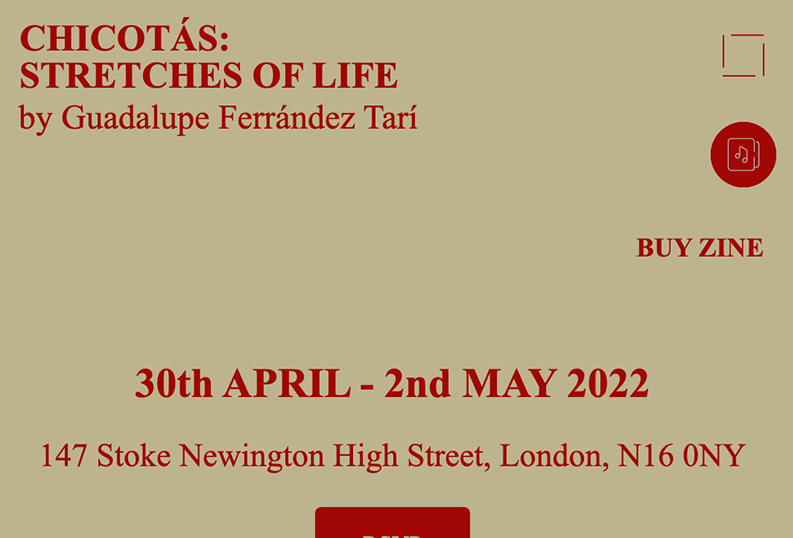 CHICOTÁS:
STRETCHES OF LIFE
by Guadalupe Ferrández Tarí
BUY ZINE
30th APRIL - 2nd MAY 2022
147 Stoke Newington High Street, London, N16 0NY